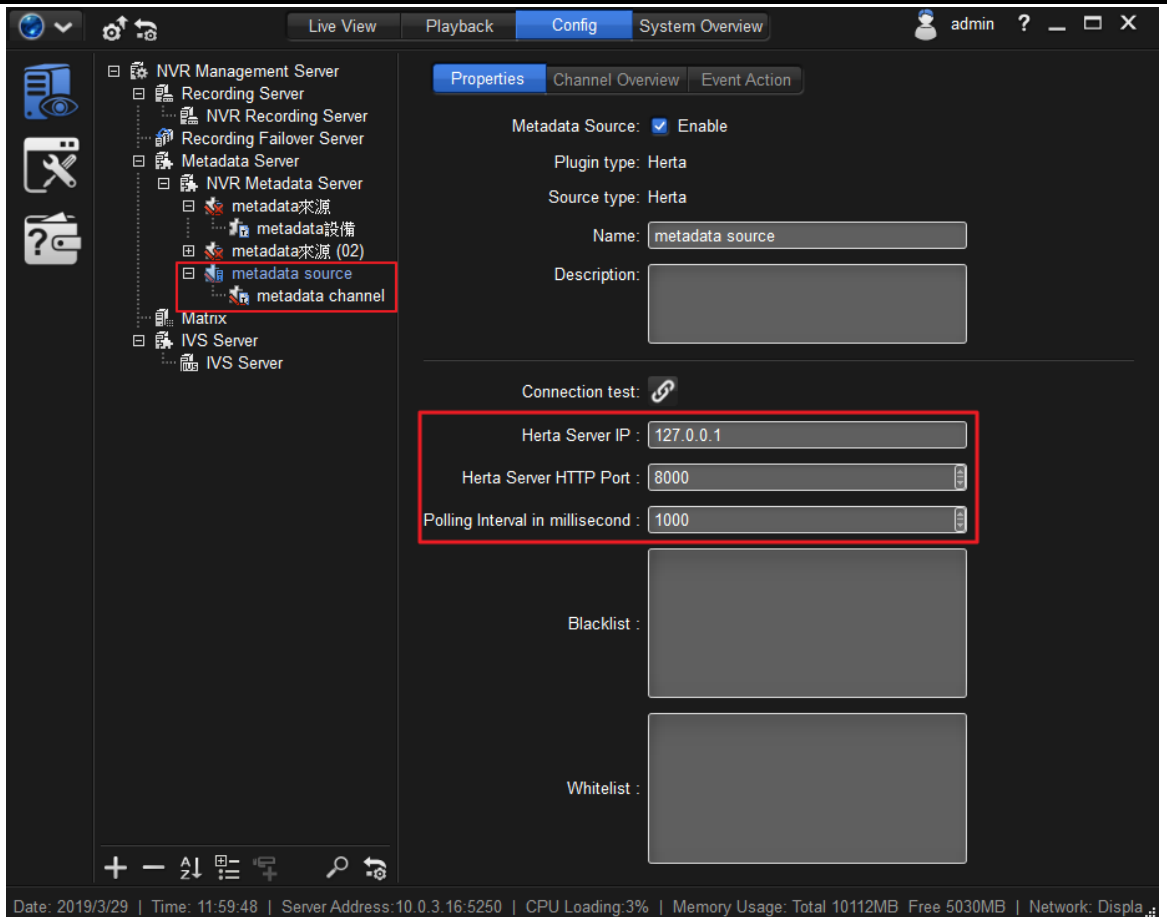 Live View Playback Config System Overview admin ? 
NVR Management Server
Recording Server
NVR Recording Server
Recording Failover Server
Metadata Server
NVR Metadata Server
metadata來源
metadata設備
metadata來源 (02)
metadata source
metadata channel
Matrix
IVS Server
IVS Server
Properties Channel Overview Event Action
Metadata Source: Enable
Plugin type: Herta
Source type: Herta
Name: metadata source
Description:
Connection test:
Herta Server IP : 127.0.0.1
Herta Server HTTP Port : 8000
Polling Interval in millisecond : 1000
Blacklist :
Whitelist :
Date: 2019/3/29 | Time: 11:59:48 | Server Address:10.0.3.16:5250 | CPU Loading:3% | Memory Usage: Total 10112MB Free 5030MB | Network: Displa